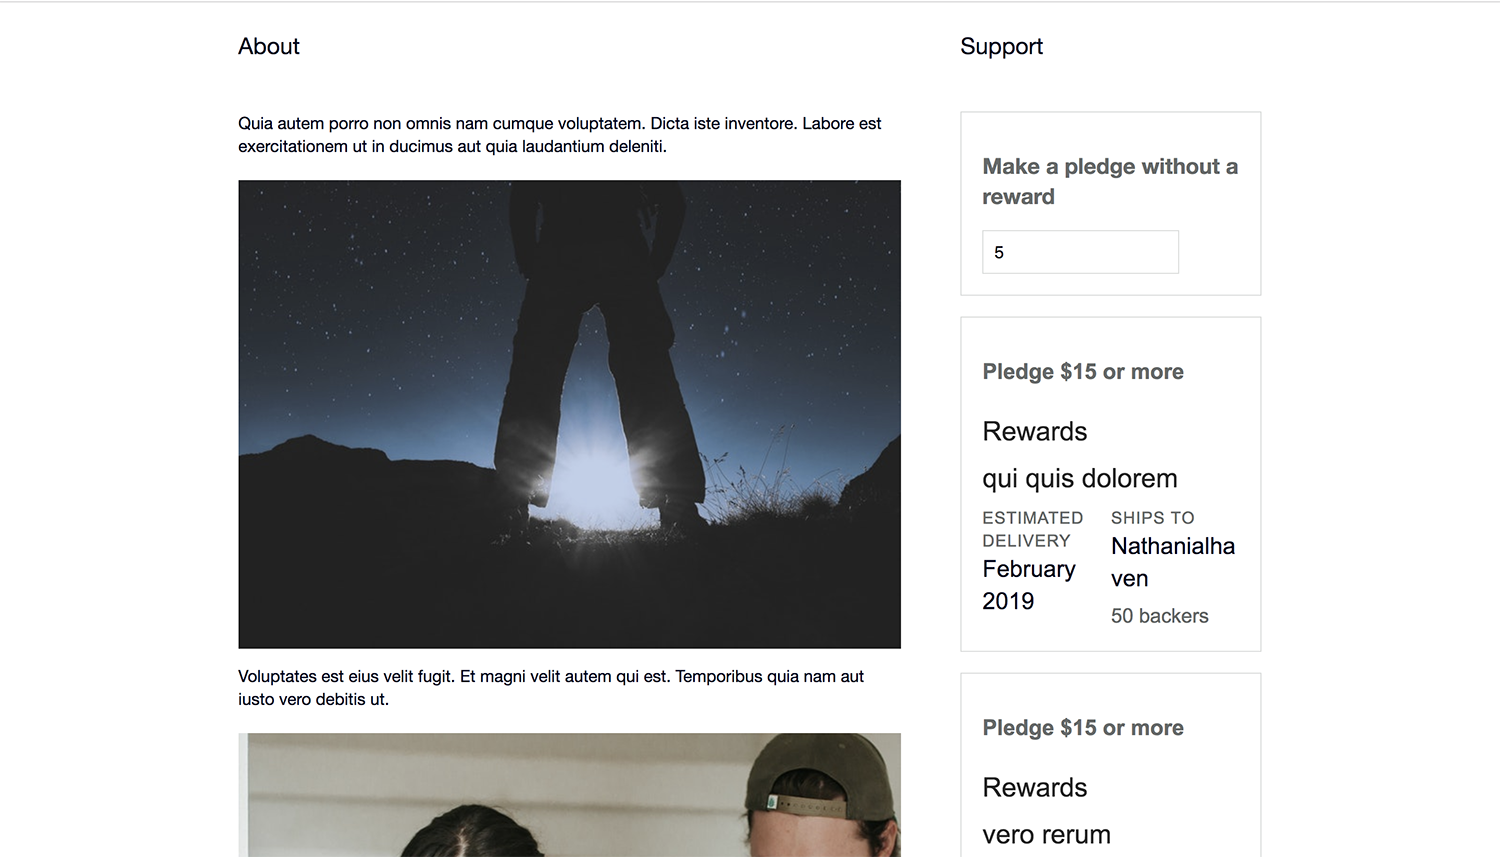 About
Quia autem porro non omnis nam cumque voluptatem. Dicta iste inventore. Labore est
exercitationem ut in ducimus aut quia laudantium deleniti.
Voluptates est eius velit fugit. Et magni velit autem qui est. Temporibus quia nam aut
iusto vero debitis ut.
Support
Make a pledge without a
reward
5
Pledge $15 or more
Rewards
qui quis dolorem
ESTIMATED
DELIVERY
February
2019
SHIPS TO
Nathanialha
ven
50 backers
Pledge $15 or more
Rewards
vero rerum